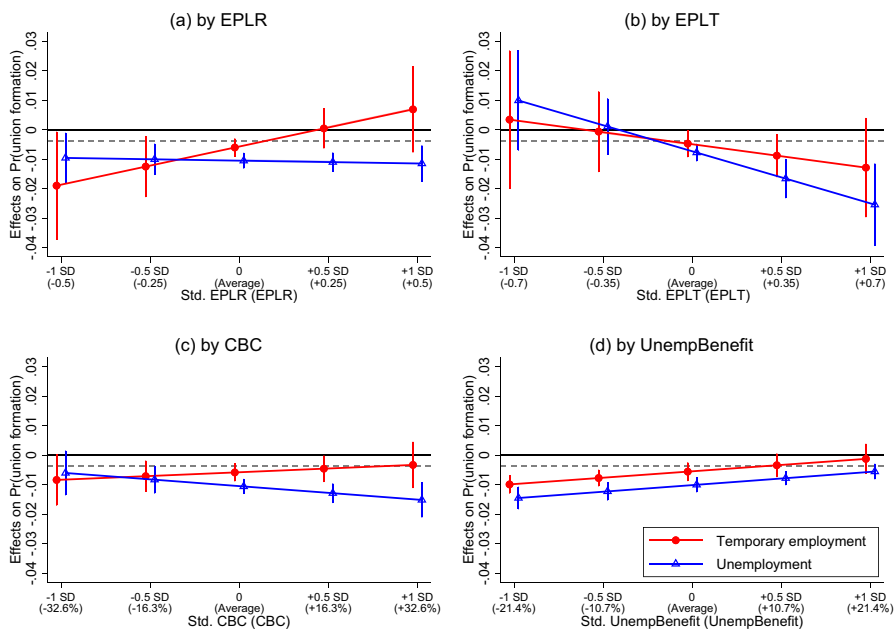 (a) by EPLR
Effects on Pr(union formation)
.03
.02
.01
0
-.01
-.02
-.03
-.04
-1 SD
(-0.5)
-0.5 SD
(-0.25)
0
(Average)
+0.5 SD
(+0.25)
+1 SD
(+0.5)
Std. EPLR (EPLR)
(b) by EPLT
Effects on Pr(union formation)
.03
.02
.01
0
-.01
-.02
-.03
-.04
-1 SD
(-0.7)
-0.5 SD
(-0.35)
0
(Average)
+0.5 SD
(+0.35)
+1 SD
(+0.7)
Std. EPLT (EPLT)
(c) by CBC
Effects on Pr(union formation)
.03
.02
.01
0
-.01
-.02
-.03
-.04
-1 SD
(-32.6%)
-0.5 SD
(-16.3%)
0
(Average)
+0.5 SD
(+16.3%)
+1 SD
(+32.6%)
Std. CBC (CBC)
(d) by UnempBenefit
Effects on Pr(union formation)
.03
.02
.01
0
-.01
-.02
-.03
-.04
Temporary employment
Unemployment
-1 SD
(-21.4%)
-0.5 SD
(-10.7%)
0
(Average)
+0.5 SD
(+10.7%)
+1 SD
(+21.4%)
Std. UnempBenefit (UnempBenefit)